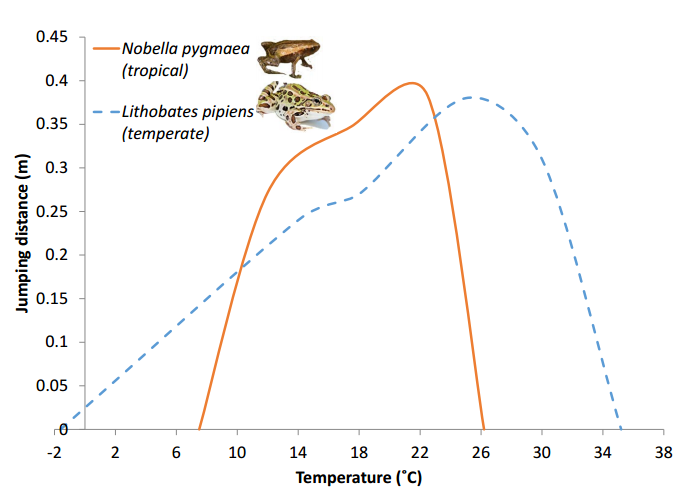 0.45
0.4
0.35
0.3
0.25
0.2
0.15
0.1
0.05
0
Jumping distance (m)
Nobella pygmaea
(tropical)
Lithobates pipiens
(temperate)
-2 2 6 10 14 18 22 26 30 34 38
Temperature (˚C)